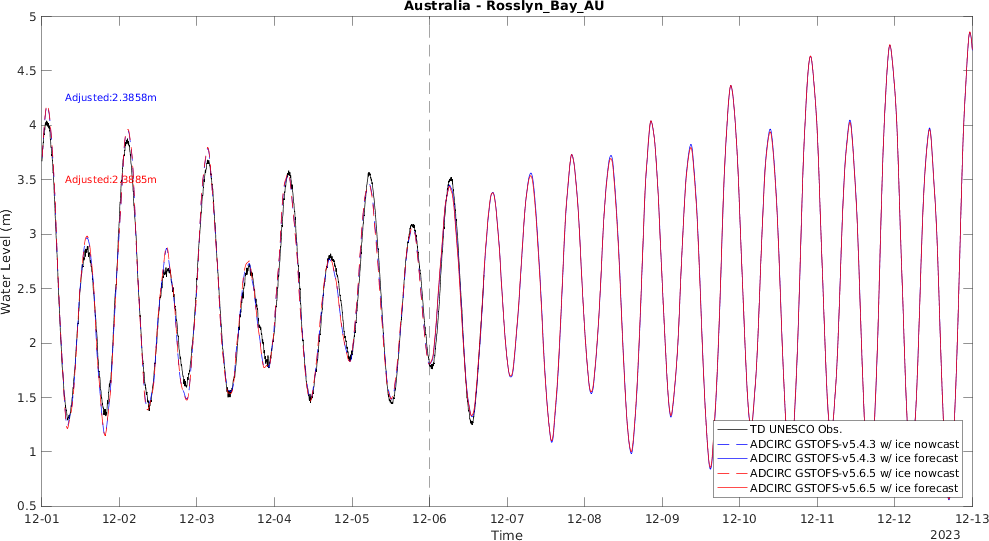 Australia - Rosslyn_Bay_AU
Water Level (m)
5
4.5
4
3.5
3
2.5
2
1.5
1
0.5
Adjusted:2.3858m
Adjusted:2.3885m
TD UNESCO Obs.
ADCIRC GSTOFS-v5.4.3 w/ ice nowcast
ADCIRC GSTOFS-v5.4.3 w/ ice forecast
ADCIRC GSTOFS-v5.6.5 w/ ice nowcast
ADCIRC GSTOFS-v5.6.5 w/ ice forecast
12-01 12-02 12-03 12-04 12-05 12-06 12-07 12-08 12-09 12-10 12-11 12-12 12-13
Time
2023